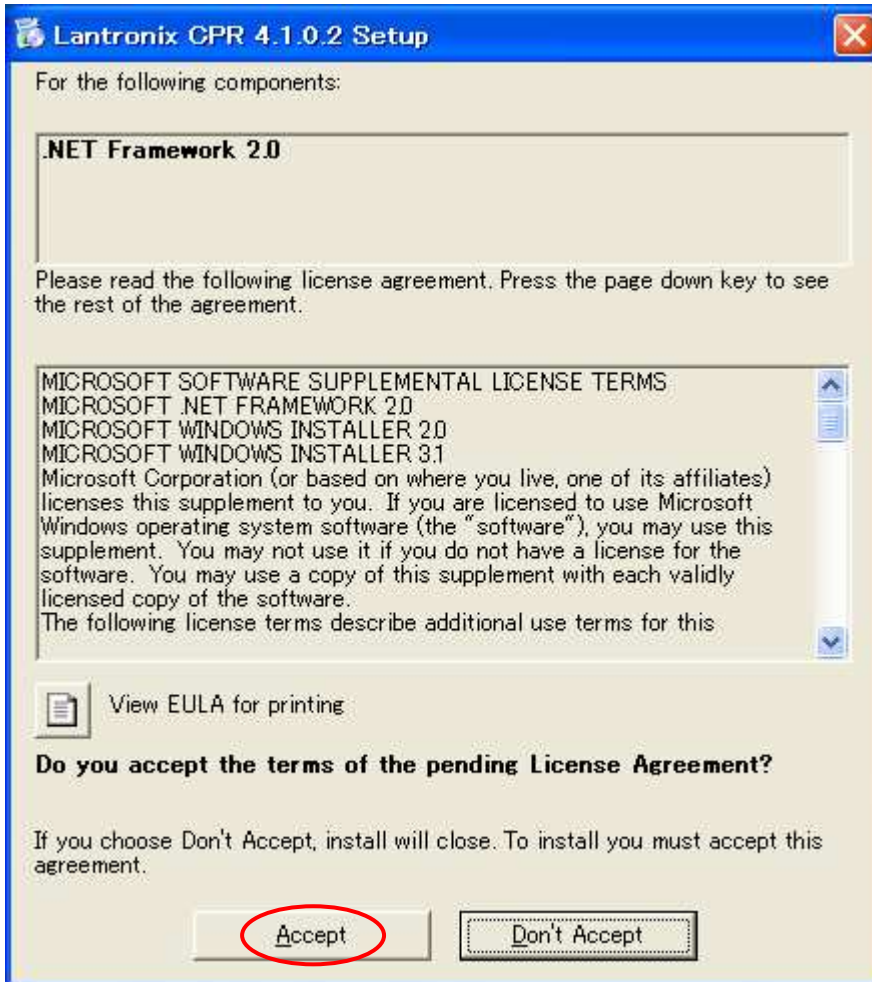 Lantronix CPR 4.1.0.2 Setup
For the following components:
.NET Framework 2.0
Please read the following license agreement. Press the page down key to see
the rest of the agreement.
MICROSOFT SOFTWARE SUPPLEMENTAL LICENSE TERMS
MICROSOFT .NET FRAMEWORK 2.0
MICROSOFT WINDOWS INSTALLER 2.0
MICROSOFT WINDOWS INSTALLER 3.1
Microsoft Corporation (or based on where you live, one of its affiliates)
licenses this supplement to you.  If you are licensed to use Microsoft
Windows operating system software (the "software"), you may use this
supplement.  You may not use it if you do not have a license for the
software.  You may use a copy of this supplement with each validly
licensed copy of the software.
The following license terms describe additional use terms for this
View EULA for printing
Do you accept the terms of the pending License Agreement?
If you choose Don't Accept, install will close. To install you must accept this
agreement.
Accept
Don't Accept